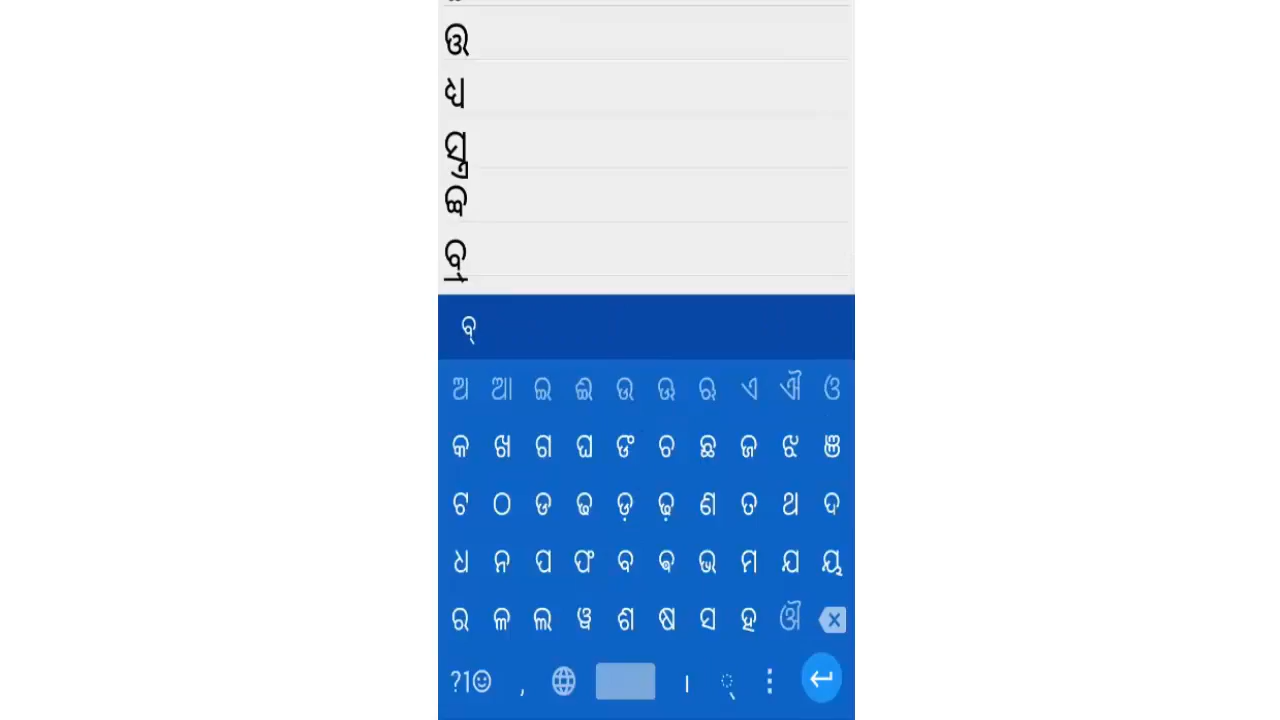 ଊ
ଧ୍ଧ
ସ୍ତ୍ର
ବ୍
ବ୍
ଅ ଆ ଇ ଈ ଉ ଊ ଋ ଏ ଐ ଓ
କ ଖ ଗ ଘ ଙ ଚ ଛ ଜ ଝ ଞ
ଟ ଠ ଡ ଢ ଡ଼ ଢ଼ ଣ ତ ଥ ଦ
ଧ ନ ପ ଫ ବ ଵ ଭ ମ ଯ ୟ
ର ଳ ଲ ୱ ଶ ଷ ସ ହ ଔ
?1☺ , । ୍